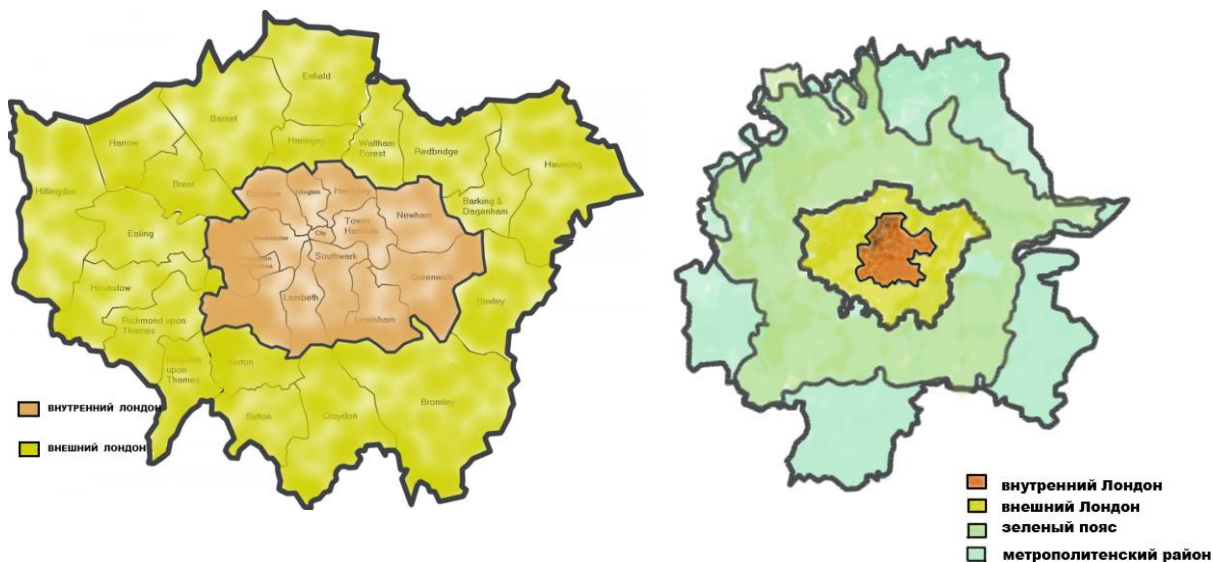 Enfield
Barnet
Harrow
Haringey
Waltham
Forest
Redbridge
Havering
Hillingdon
Brent
Camden
Islington
Hackney
Barking &
Dagenham
Newham
Ealing
Tower
Hamlets
Westminster
City
Southwark
Greenwich
Hounslow
Lambeth
Bexley
Richmond upon
Thames
Lewisham
Merton
Kingston
upon
Thames
Bromley
Sutton
Croydon
ВНУТРЕННИЙ ЛОНДОН
ВНЕШНИЙ ЛОНДОН
внутренний Лондон
внешний Лондон
зеленый пояс
метрополитенский район